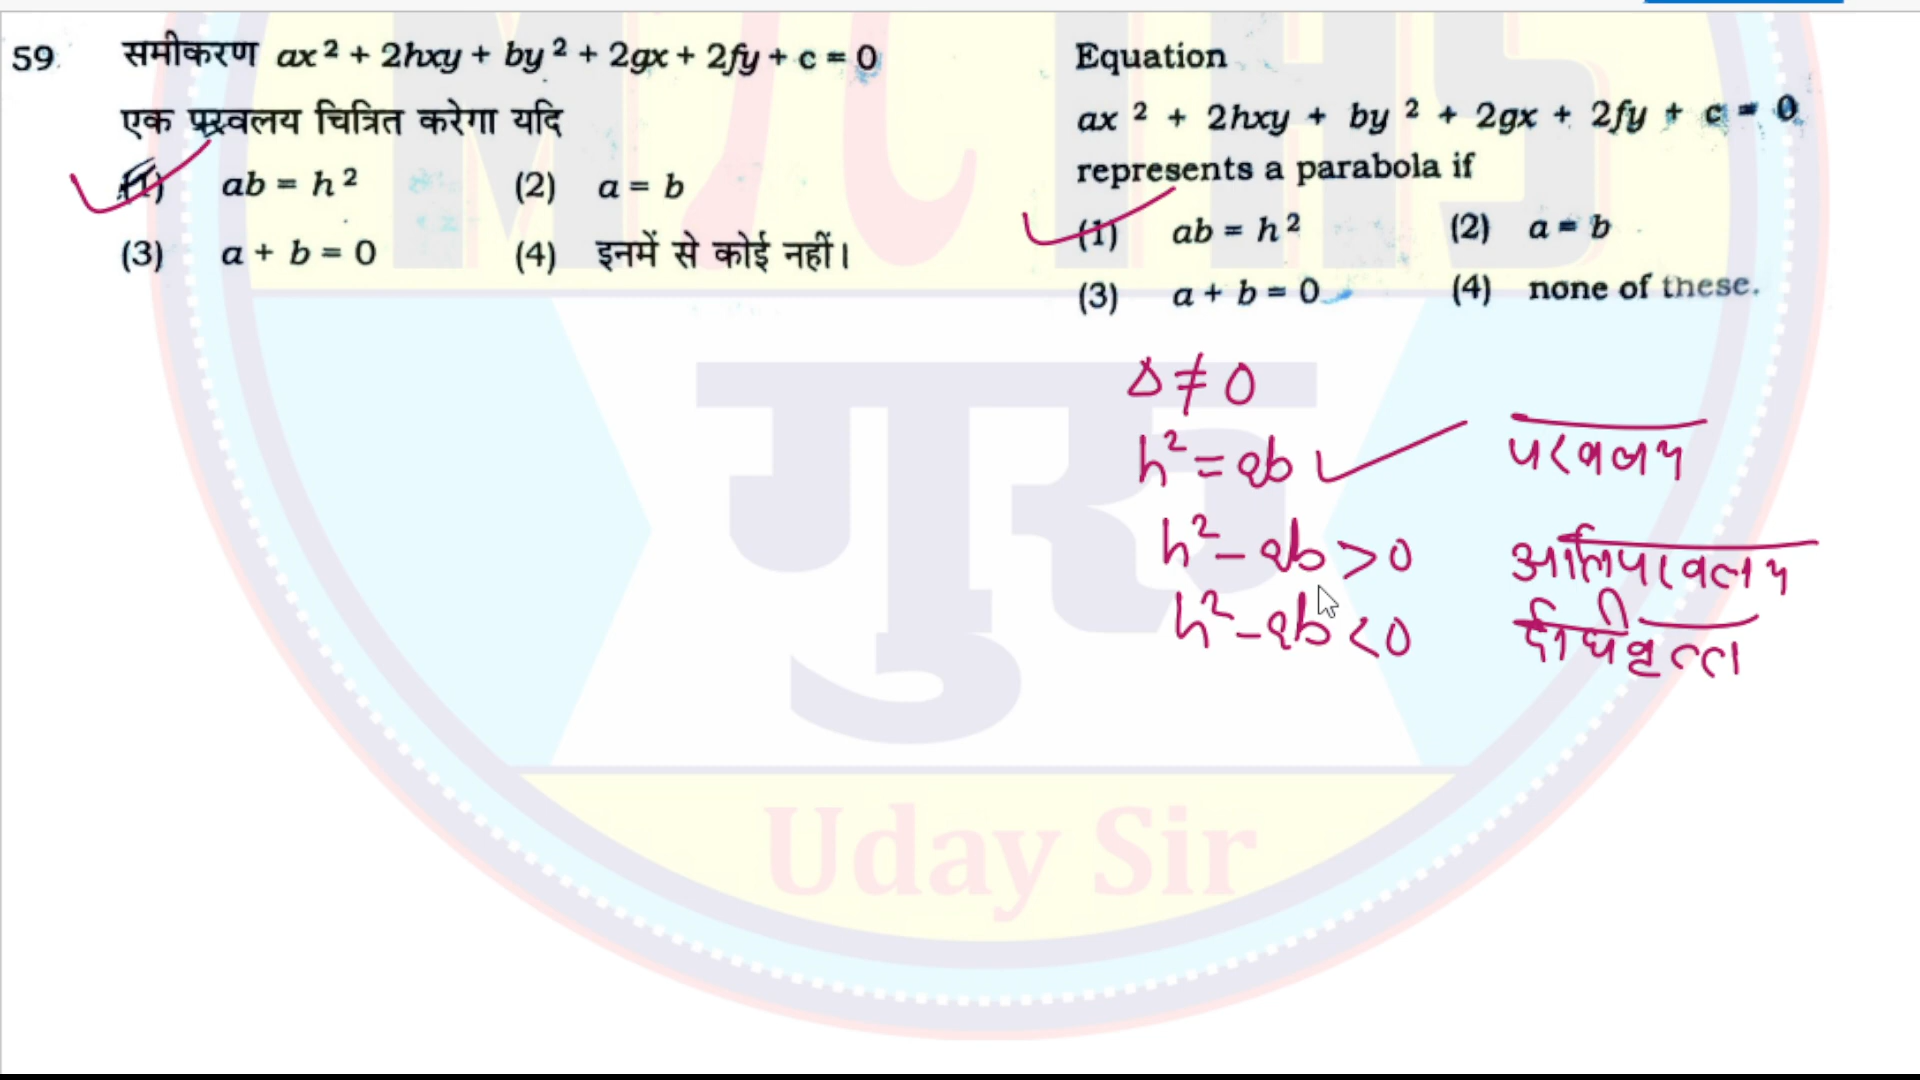 59. समीकरण ax² + 2hxy + by² + 2gx + 2fy + c = 0
एक परवलय चित्रित करेगा यदि
(1) ab = h² (2) a = b
(3) a + b = 0 (4) इनमें से कोई नहीं।
Equation
ax² + 2hxy + by² + 2gx + 2fy + c = 0
represents a parabola if
(1) ab = h² (2) a = b
(3) a + b = 0 (4) none of these.
Δ ≠ 0
h² = ab परवलय
h² - ab > 0 अतिपरवलय
h² - ab < 0 दीर्घवृत्त
MπTHS
गुरु
Uday Sir